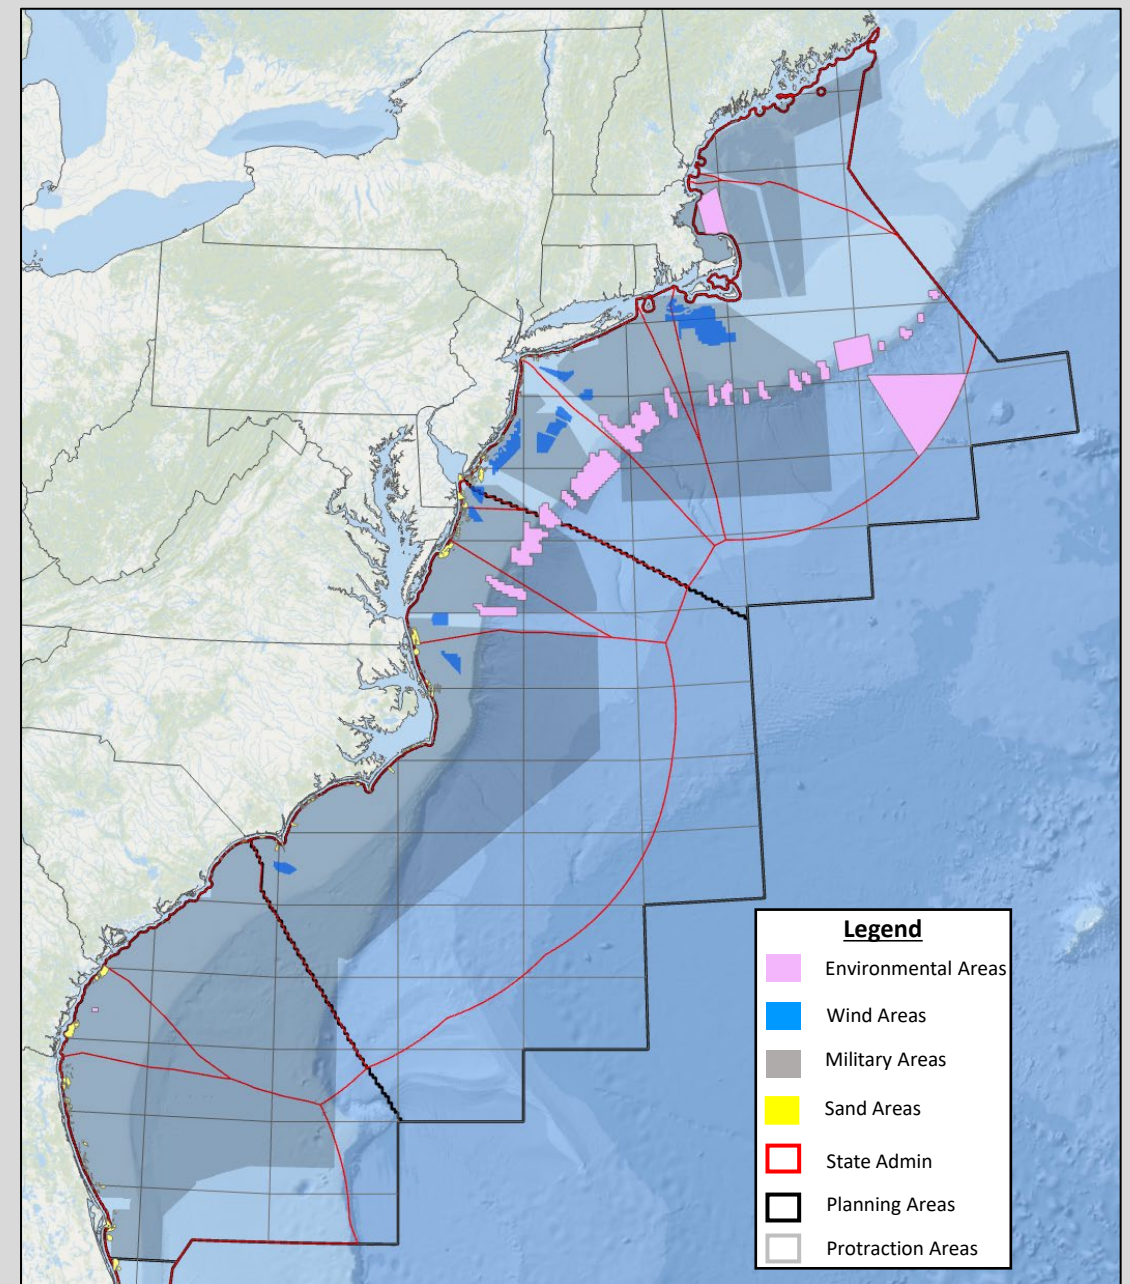 Legend
Environmental Areas
Wind Areas
Military Areas
Sand Areas
State Admin
Planning Areas
Protraction Areas